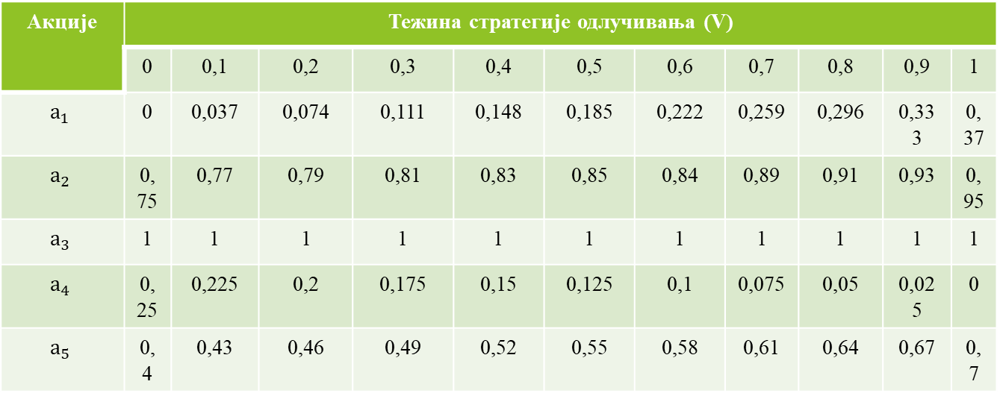 Акције Тежина стратегије одлучивања (V)
0 0,1 0,2 0,3 0,4 0,5 0,6 0,7 0,8 0,9 1
a₁ 0 0,037 0,074 0,111 0,148 0,185 0,222 0,259 0,296 0,333 0,37
a₂ 0,75 0,77 0,79 0,81 0,83 0,85 0,84 0,89 0,91 0,93 0,95
a₃ 1 1 1 1 1 1 1 1 1 1 1
a₄ 0,25 0,225 0,2 0,175 0,15 0,125 0,1 0,075 0,05 0,025 0
a₅ 0,4 0,43 0,46 0,49 0,52 0,55 0,58 0,61 0,64 0,67 0,7